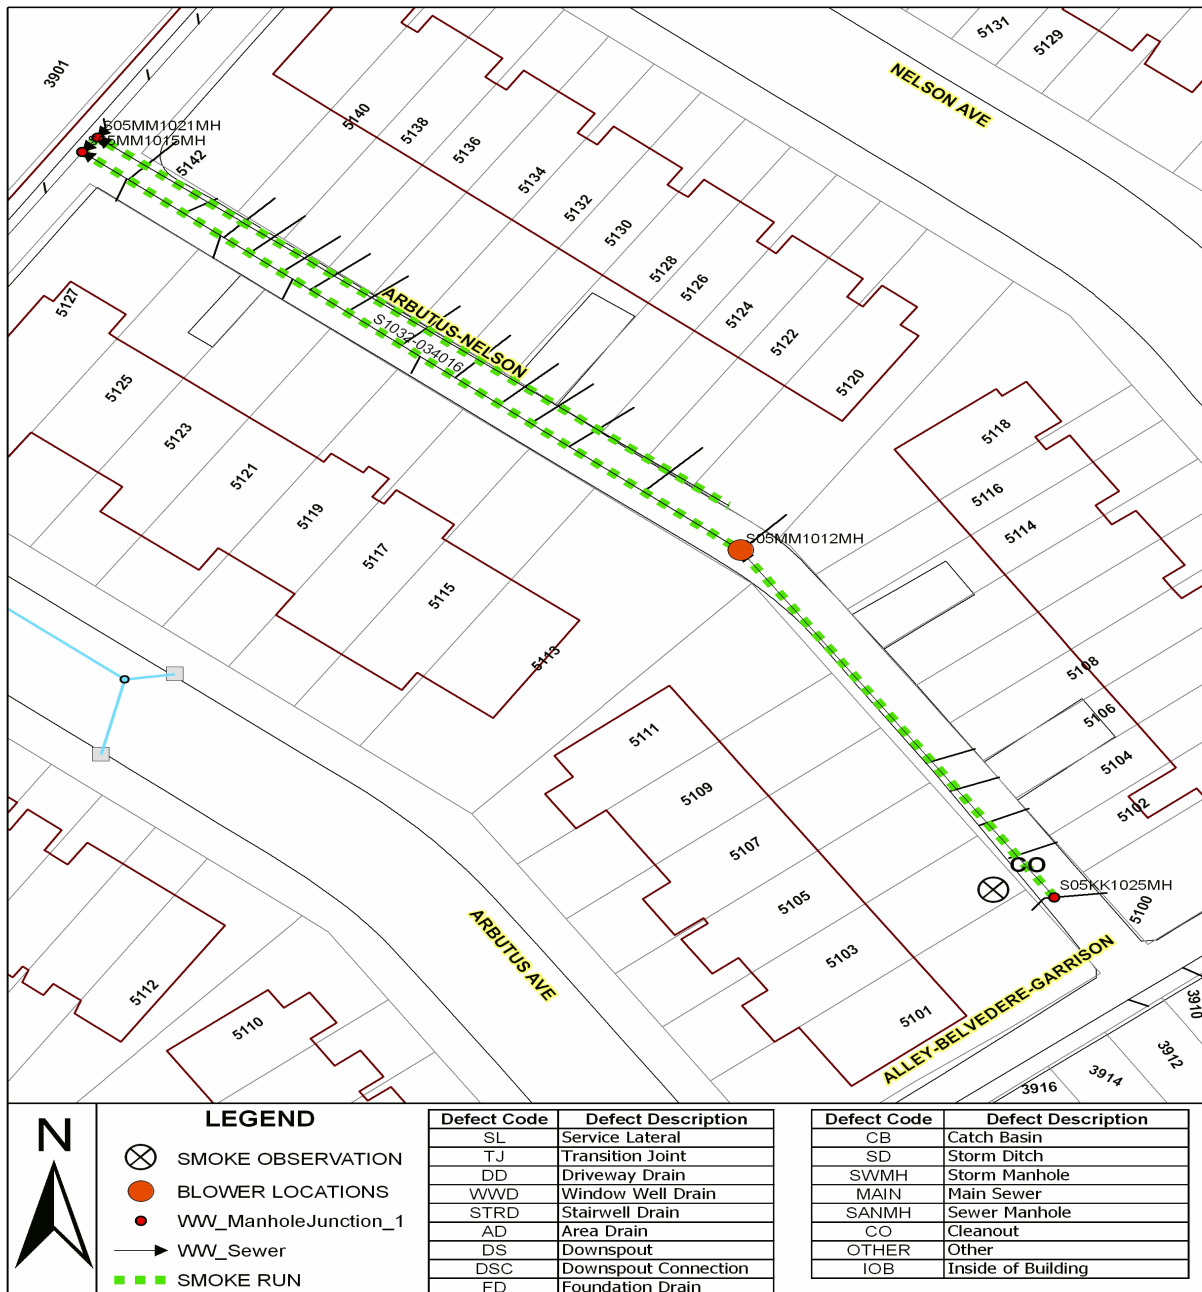 5131
5129
3901
NELSON AVE
5140
5138
5136
5134
5132
5130
5128
5126
5124
5122
5120
S05MM1021MH
5MM1015MH
5142
5127
5125
5123
5121
5119
5117
5115
5113
ARBUTUS-NELSON
S1032-034016
5118
5116
5114
5108
5106
5104
5102
5100
S05MM1012MH
5111
5109
5107
5105
5103
5101
CO
S05KK1025MH
ARBUTUS AVE
ALLEY-BELVEDERE-GARRISON
5112
5110
3910
3912
3914
3916
N
LEGEND
SMOKE OBSERVATION
BLOWER LOCATIONS
WW_ManholeJunction_1
WW_Sewer
SMOKE RUN
Defect Code Defect Description
SL Service Lateral
TJ Transition Joint
DD Driveway Drain
WWD Window Well Drain
STRD Stairwell Drain
AD Area Drain
DS Downspout
DSC Downspout Connection
FD Foundation Drain
Defect Code Defect Description
CB Catch Basin
SD Storm Ditch
SWMH Storm Manhole
MAIN Main Sewer
SANMH Sewer Manhole
CO Cleanout
OTHER Other
IOB Inside of Building